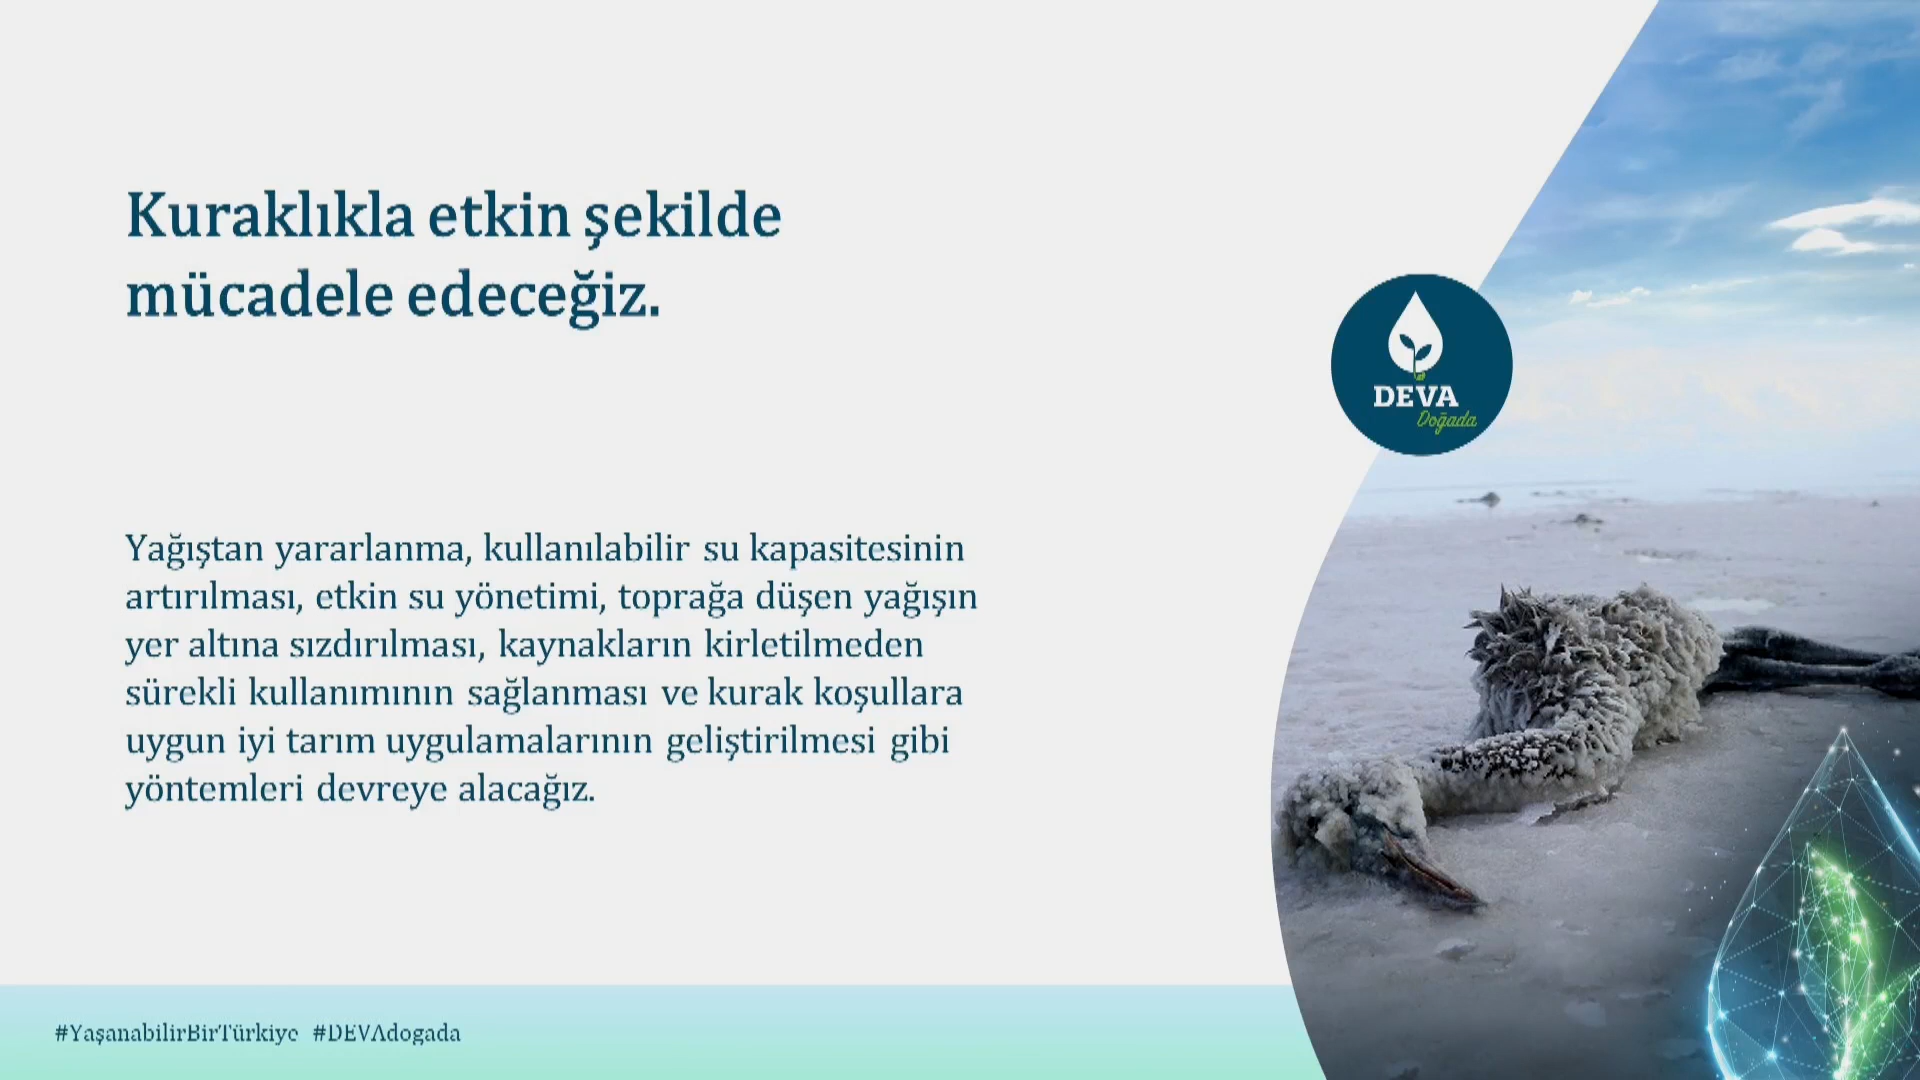 Kuraklıkla etkin şekilde
mücadele edeceğiz.
DEVA
Doğada
Yağıştan yararlanma, kullanılabilir su kapasitesinin
artırılması, etkin su yönetimi, toprağa düşen yağışın
yer altına sızdırılması, kaynakların kirletilmeden
sürekli kullanımının sağlanması ve kurak koşullara
uygun iyi tarım uygulamalarının geliştirilmesi gibi
yöntemleri devreye alacağız.
#YaşanabilirBirTürkiye #DEVAdogada